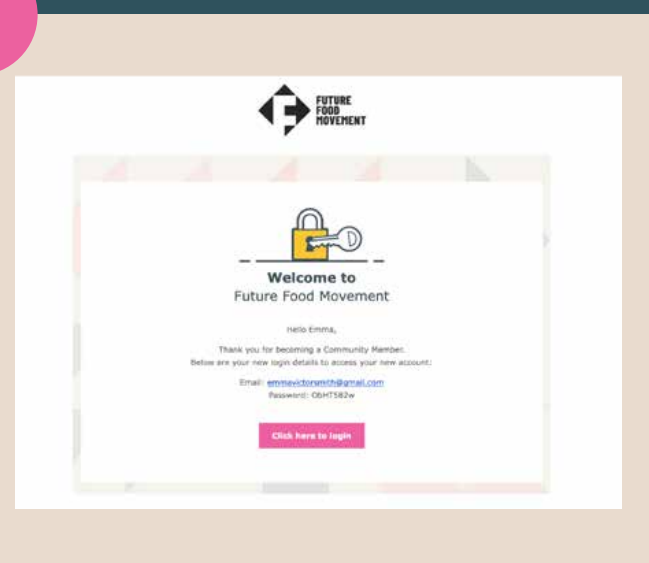 FUTURE
FOOD
MOVEMENT
Welcome to
Future Food Movement
Hello Emma,
Thank you for becoming a Community Member.
Below are your new login details to access your new account:
Email: emmavictorsmith@gmail.com
Password:
Click here to login